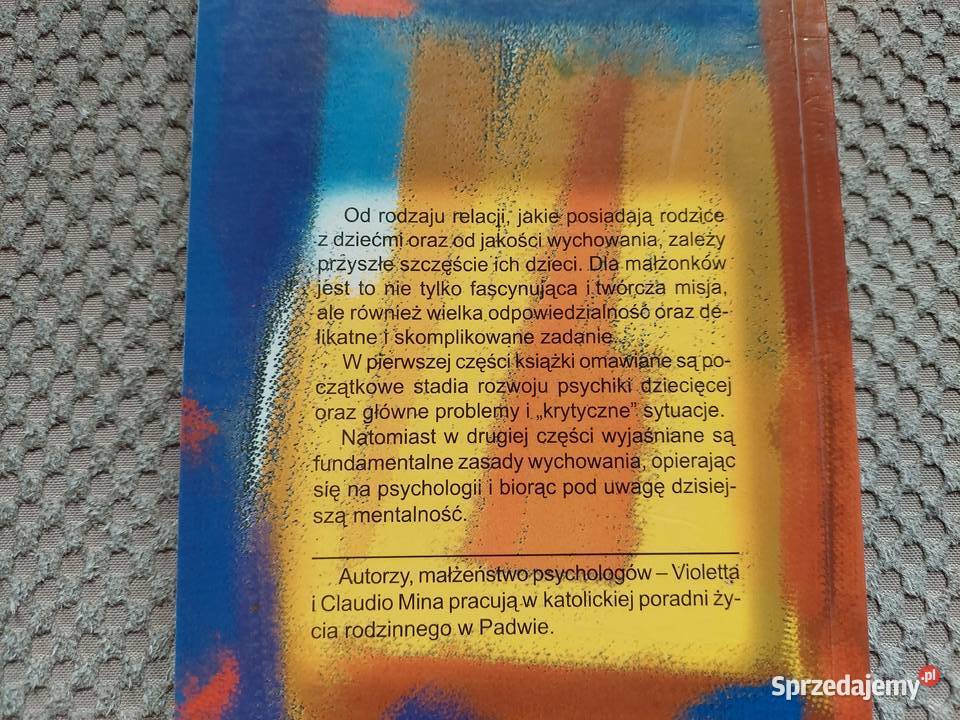 Od rodzaju relacji, jakie posiadają rodzice
z dziećmi oraz od jakości wychowania, zależy
przyszłe szczęście ich dzieci. Dla małżonków
jest to nie tylko fascynująca i twórcza misja,
ale również wielka odpowiedzialność oraz de-
likatne i skomplikowane zadanie.
W pierwszej części książki omawiane są po-
czątkowe stadia rozwoju psychiki dziecięcej
oraz główne problemy i „krytyczne” sytuacje.
Natomiast w drugiej części wyjaśniane są
fundamentalne zasady wychowania, opierając
się na psychologii i biorąc pod uwagę dzisiej-
szą mentalność.
Autorzy, małżeństwo psychologów – Violetta
i Claudio Mina pracują w katolickiej poradni ży-
cia rodzinnego w Padwie.
Sprzedajemy.pl